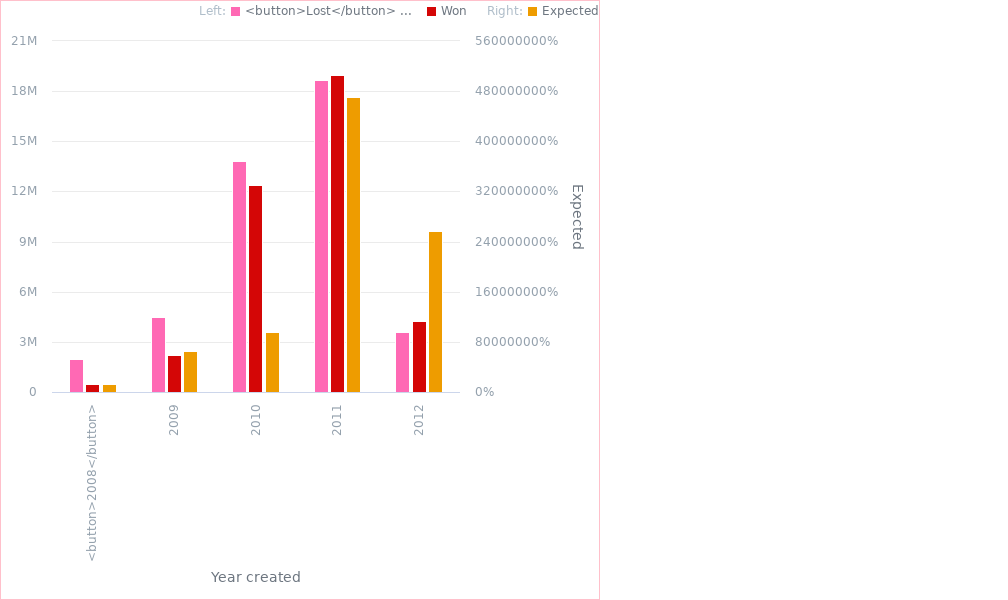 Left: <button>Lost</button> ... Won Right: Expected
21M 560000000%
18M 480000000%
15M 400000000%
12M 320000000%
9M 240000000%
6M 160000000%
3M 80000000%
0 0%
Expected
<button>2008</button> 2009 2010 2011 2012
Year created